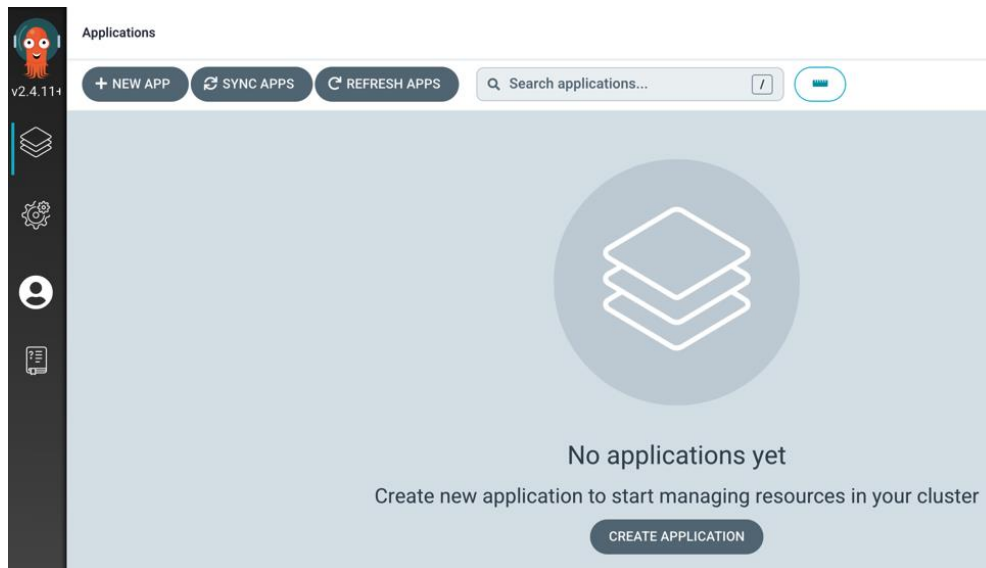 Applications
v2.4.11+
+ NEW APP SYNC APPS REFRESH APPS Search applications... /
No applications yet
Create new application to start managing resources in your cluster
CREATE APPLICATION